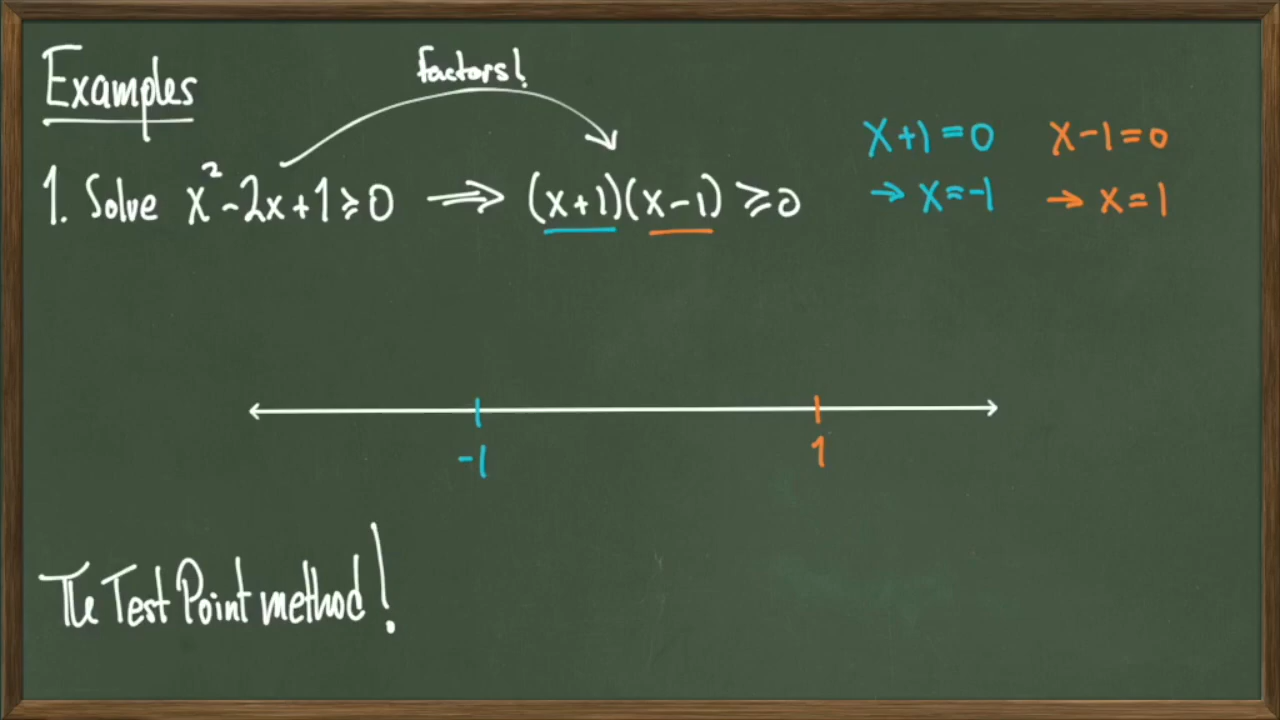 Examples
factors!
1. Solve x²-2x+1≥0 ⟹ (x+1)(x-1)≥0
x+1=0
→ x=-1
x-1=0
→ x=1
-1
1
The Test Point method!